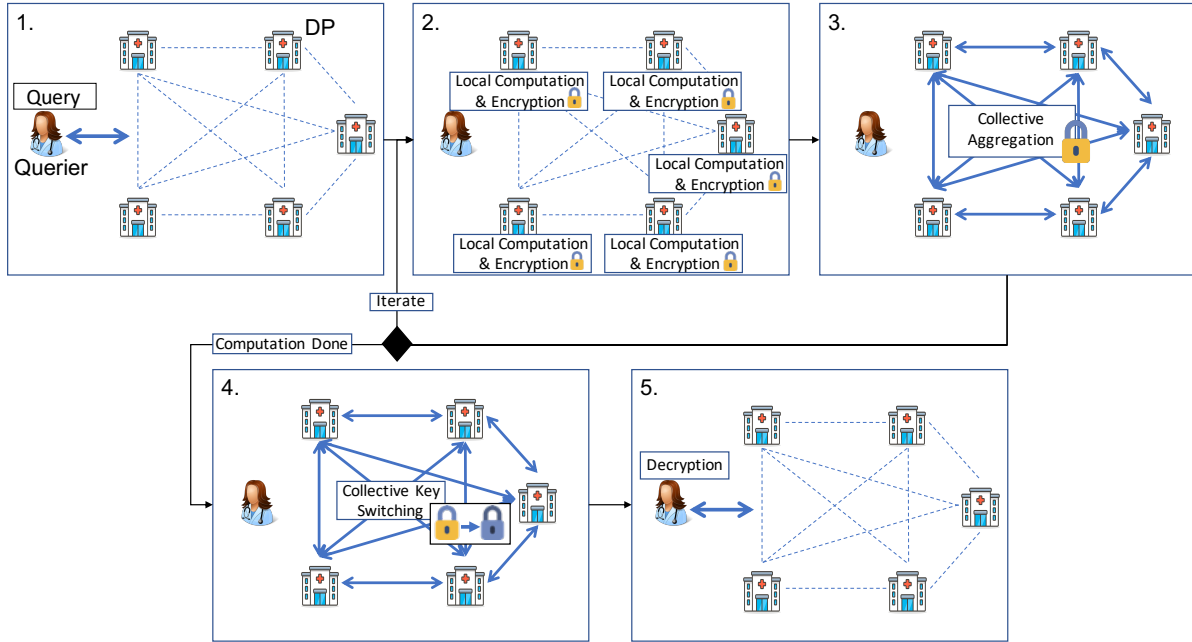 1.
DP
Query
Querier
2.
Local Computation
& Encryption
Local Computation
& Encryption
Local Computation
& Encryption
Local Computation
& Encryption
Local Computation
& Encryption
3.
Collective
Aggregation
Iterate
Computation Done
4.
Collective Key
Switching
5.
Decryption